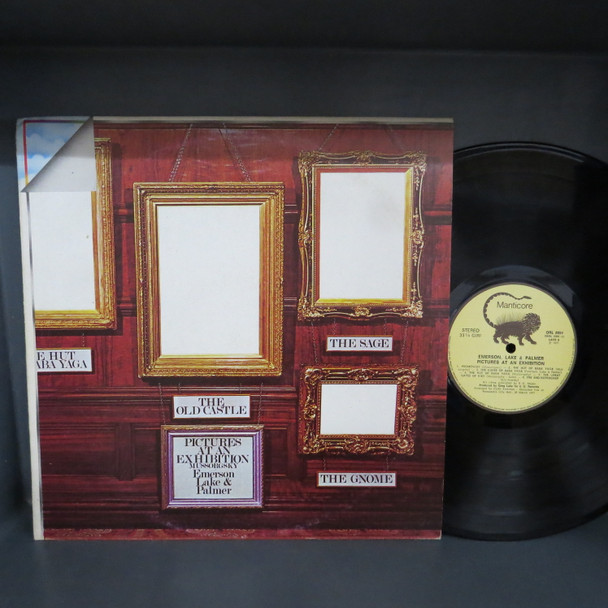 THE SAGE
E HUT
ABA YAGA
THE
OLD CASTLE
PICTURES
AT AN
EXHIBITION
MUSSORGSKY
Emerson
Lake &
Palmer
THE GNOME
Manticore
STEREO
EMERSON, LAKE & PALMER
PICTURES AT AN EXHIBITION